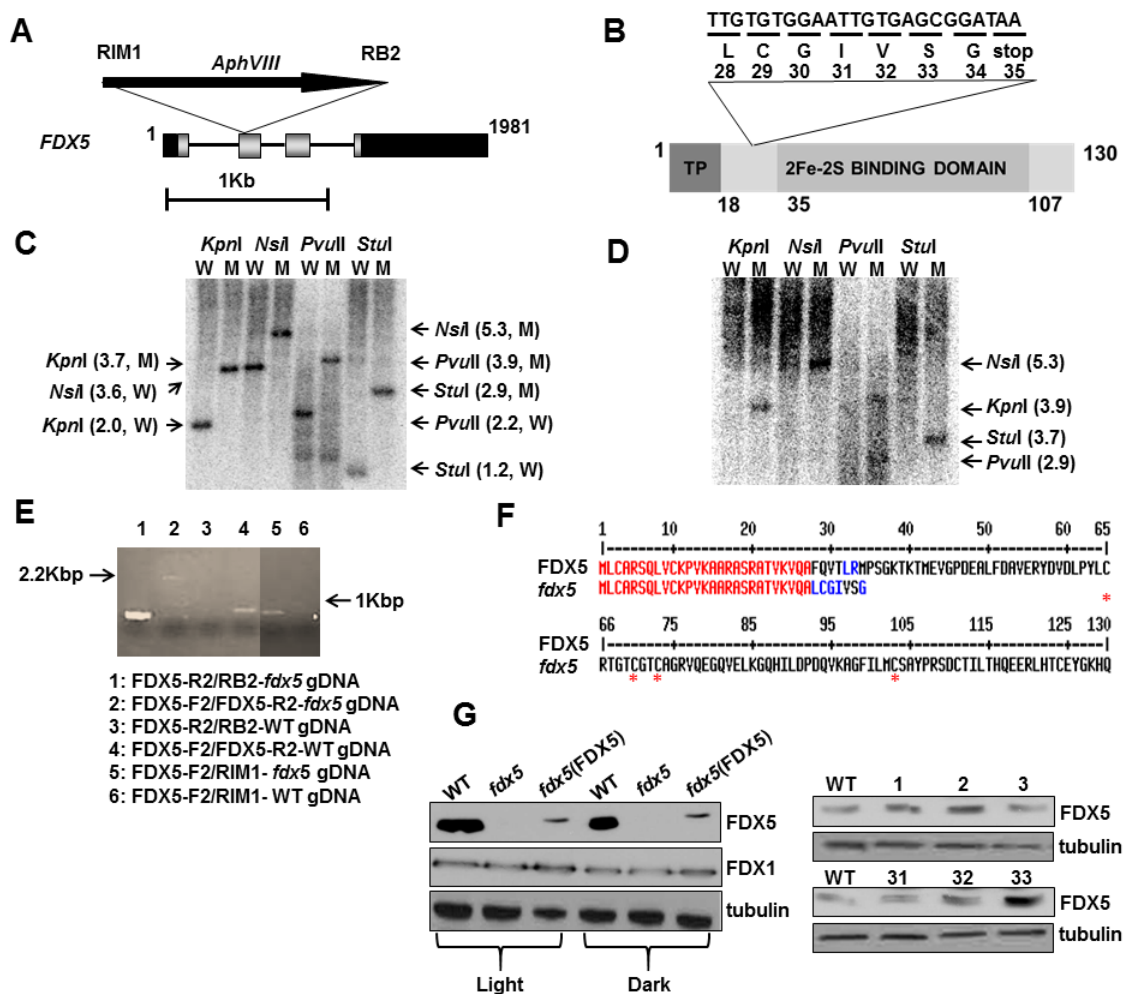 A
RIM1
AphVIII
RB2
FDX5
1
1981
1Kb
B
TTGTGTGGAATTGTGAGCGGATAA
L C G I V S G stop
28 29 30 31 32 33 34 35
1
TP
2Fe-2S BINDING DOMAIN
130
18
35
107
C
KpnI NsiI PvuII StuI
W M W M W M W M
KpnI (3.7, M)
NsiI (3.6, W)
KpnI (2.0, W)
NsiI (5.3, M)
PvuII (3.9, M)
StuI (2.9, M)
PvuII (2.2, W)
StuI (1.2, W)
D
KpnI NsiI PvuII StuI
W M W M W M W M
NsiI (5.3)
KpnI (3.9)
StuI (3.7)
PvuII (2.9)
E
1 2 3 4 5 6
2.2Kbp
1Kbp
1: FDX5-R2/RB2-fdx5 gDNA
2: FDX5-F2/FDX5-R2-fdx5 gDNA
3: FDX5-R2/RB2-WT gDNA
4: FDX5-F2/FDX5-R2-WT gDNA
5: FDX5-F2/RIM1- fdx5 gDNA
6: FDX5-F2/RIM1- WT gDNA
F
1 10 20 30 40 50 60 65
FDX5 MLCARSQLVCKPVKAARASRATVKVQAFQVTLRMPSGKTKTMEVGPDEALFDAVERYDVDLPYLC
fdx5 MLCARSQLVCKPVKAARASRATVKVQALCGIVSG
*
66 75 85 95 105 115 125 130
FDX5
fdx5 RTGTCGTCAGRVQEGQVELKGQHILDPDQVKAGFILMCSAYPRSDCTILTHQEERLHTCEYGKHQ
* * *
G
WT fdx5 fdx5(FDX5) WT fdx5 fdx5(FDX5)
FDX5
FDX1
tubulin
Light Dark
WT 1 2 3
FDX5
tubulin
WT 31 32 33
FDX5
tubulin